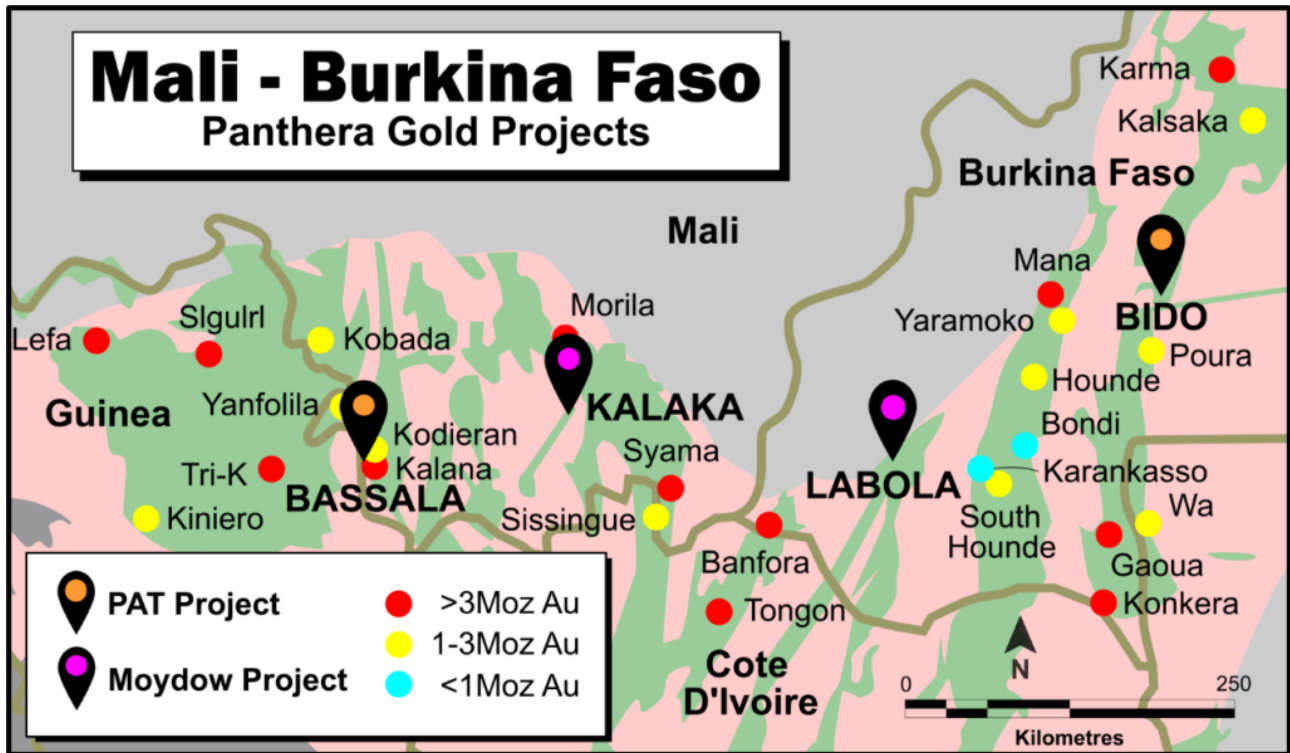 Mali - Burkina Faso
Panthera Gold Projects
Karma
Kalsaka
Burkina Faso
Mali
Mana
Morila
Slgulrl
Yaramoko
BIDO
Lefa
Kobada
Poura
Hounde
Yanfolila
KALAKA
Guinea
Kodieran
Bondi
Syama
Tri-K
Kalana
Karankasso
BASSALA
LABOLA
Wa
Kiniero
Sissingue
South
Hounde
Banfora
Gaoua
PAT Project
>3Moz Au
Tongon
Konkera
1-3Moz Au
Cote
D'Ivoire
N
Moydow Project
<1Moz Au
0
250
Kilometres